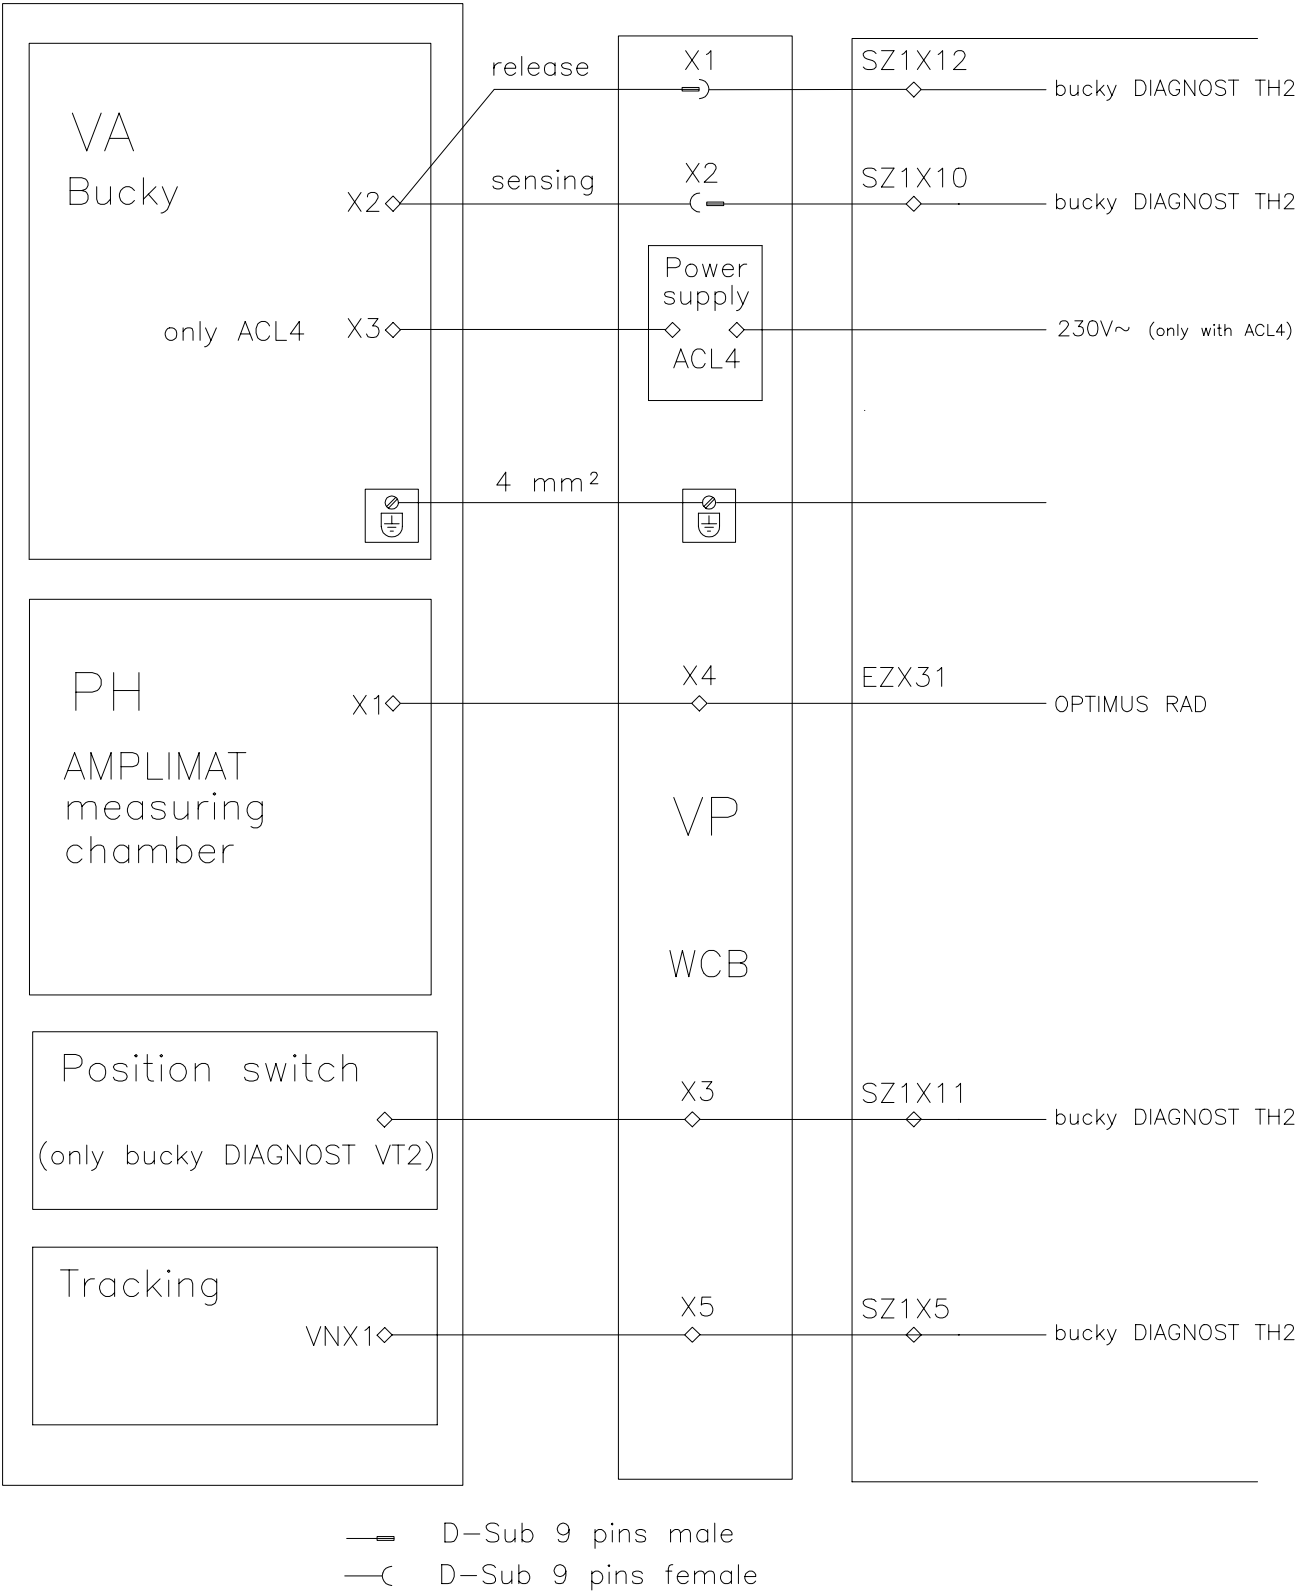 release
X1
SZ1X12
bucky DIAGNOST TH2
VA
Bucky
X2
sensing
X2
SZ1X10
bucky DIAGNOST TH2
Power
supply
only ACL4
X3
ACL4
230V~ (only with ACL4)
4 mm²
PH
AMPLIMAT
measuring
chamber
X1
X4
EZX31
OPTIMUS RAD
VP
WCB
Position switch
(only bucky DIAGNOST VT2)
X3
SZ1X11
bucky DIAGNOST TH2
Tracking
VNX1
X5
SZ1X5
bucky DIAGNOST TH2
D-Sub 9 pins male
D-Sub 9 pins female